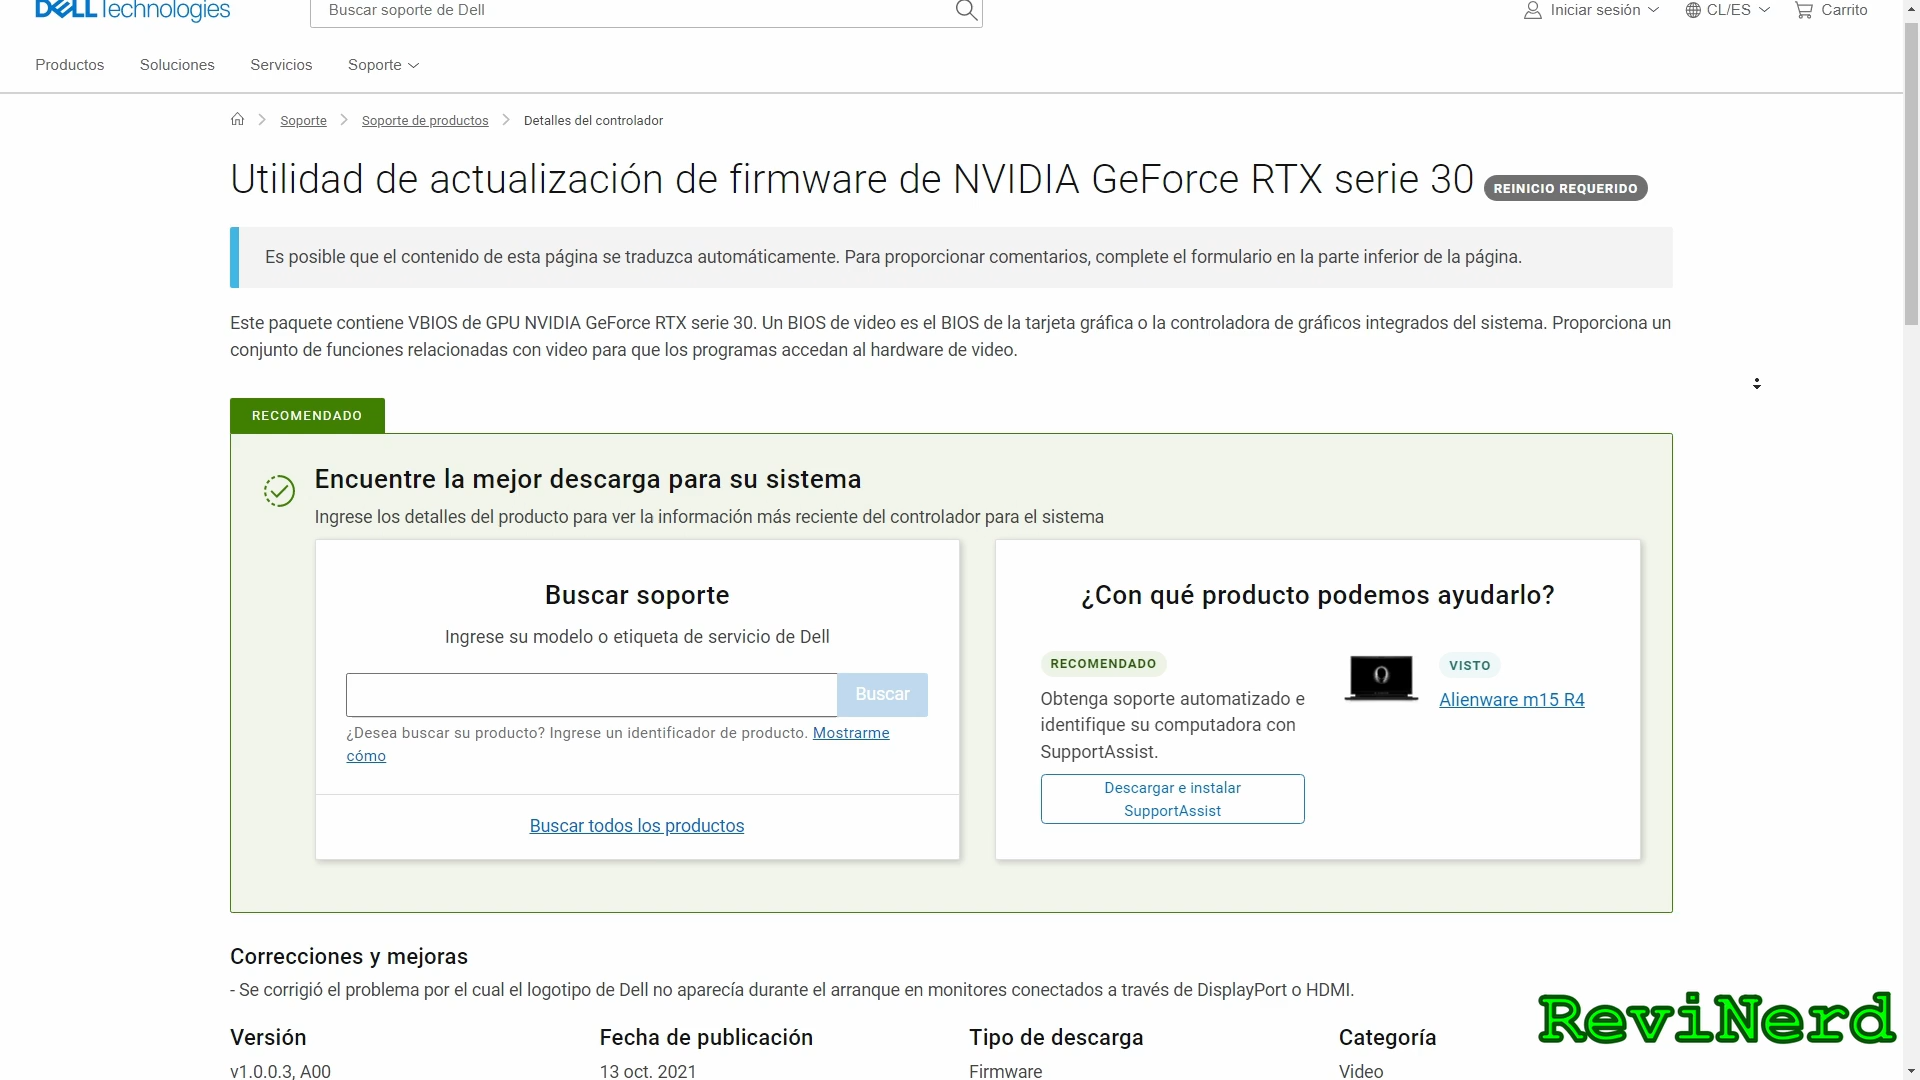 DELL Technologies
Buscar soporte de Dell
Iniciar sesión
CL/ES
Carrito
Productos
Soluciones
Servicios
Soporte
Soporte
Soporte de productos
Detalles del controlador
Utilidad de actualización de firmware de NVIDIA GeForce RTX serie 30
REINICIO REQUERIDO
Es posible que el contenido de esta página se traduzca automáticamente. Para proporcionar comentarios, complete el formulario en la parte inferior de la página.
Este paquete contiene VBIOS de GPU NVIDIA GeForce RTX serie 30. Un BIOS de video es el BIOS de la tarjeta gráfica o la controladora de gráficos integrados del sistema. Proporciona un
conjunto de funciones relacionadas con video para que los programas accedan al hardware de video.
RECOMENDADO
Encuentre la mejor descarga para su sistema
Ingrese los detalles del producto para ver la información más reciente del controlador para el sistema
Buscar soporte
Ingrese su modelo o etiqueta de servicio de Dell
Buscar
¿Desea buscar su producto? Ingrese un identificador de producto. Mostrarme
cómo
Buscar todos los productos
¿Con qué producto podemos ayudarlo?
RECOMENDADO
Obtenga soporte automatizado e
identifique su computadora con
SupportAssist.
Descargar e instalar
SupportAssist
VISTO
Alienware m15 R4
Correcciones y mejoras
- Se corrigió el problema por el cual el logotipo de Dell no aparecía durante el arranque en monitores conectados a través de DisplayPort o HDMI.
Versión
v1.0.0.3, A00
Fecha de publicación
13 oct. 2021
Tipo de descarga
Firmware
Categoría
Video
ReviNerd